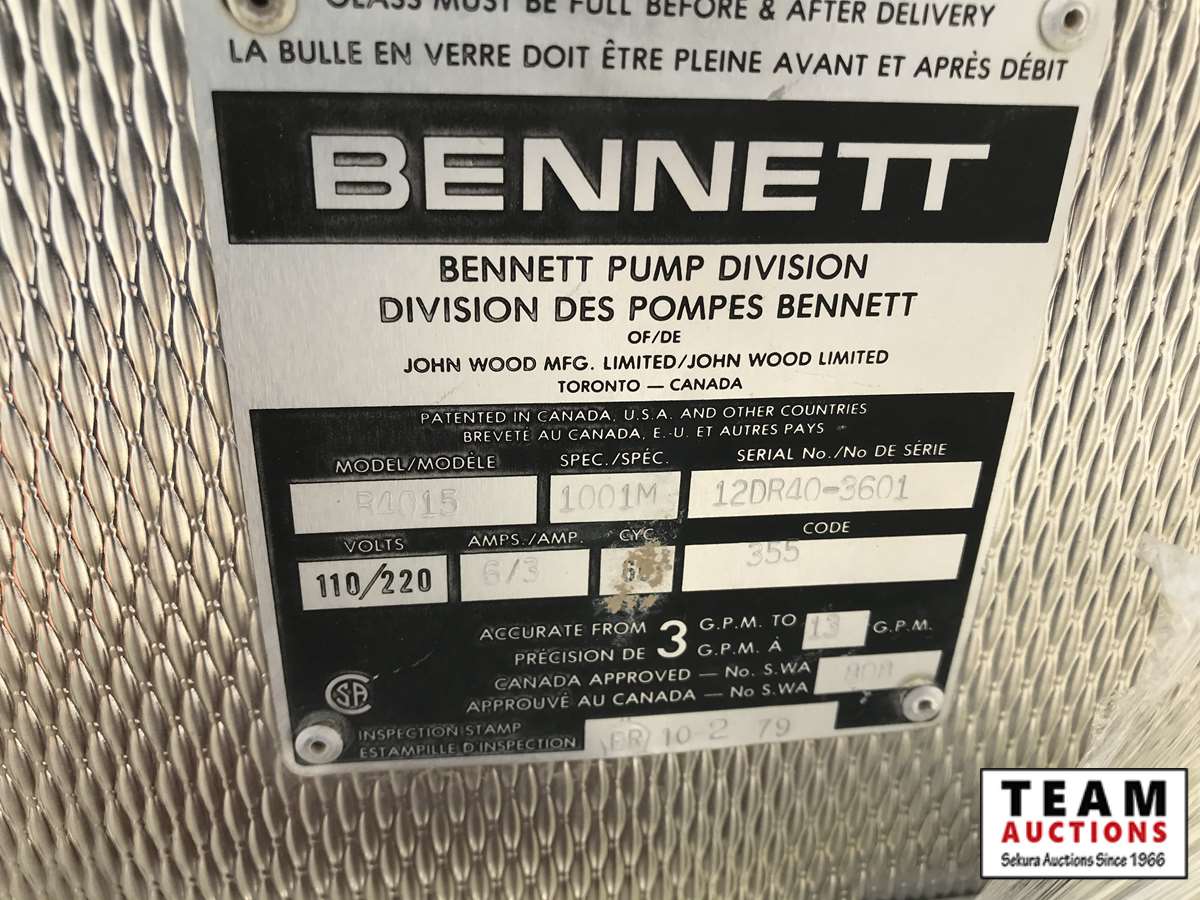 GLASS MUST BE FULL BEFORE & AFTER DELIVERY
LA BULLE EN VERRE DOIT ÊTRE PLEINE AVANT ET APRÈS DÉBIT
BENNETT
BENNETT PUMP DIVISION
DIVISION DES POMPES BENNETT
OF/DE
JOHN WOOD MFG. LIMITED/JOHN WOOD LIMITED
TORONTO — CANADA
PATENTED IN CANADA, U.S.A. AND OTHER COUNTRIES
BREVETÉ AU CANADA, E.-U. ET AUTRES PAYS
MODEL/MODÈLE SPEC./SPÉC. SERIAL No./No DE SÉRIE
1001M 12DR40-3601
VOLTS AMPS./AMP. CYC. CODE
110/220 6/3 355
ACCURATE FROM 3 G.P.M. TO 13 G.P.M.
PRÉCISION DE G.P.M. À
CANADA APPROVED — No. S.WA 808
APPROUVÉ AU CANADA — No S.WA
CSA
INSPECTION STAMP 10-2 79
ESTAMPILLE D'INSPECTION
TEAM
AUCTIONS
Sekura Auctions Since 1966